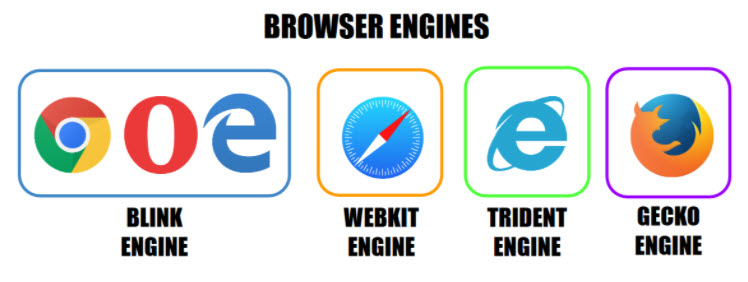 BROWSER ENGINES
BLINK
ENGINE
WEBKIT
ENGINE
TRIDENT
ENGINE
GECKO
ENGINE